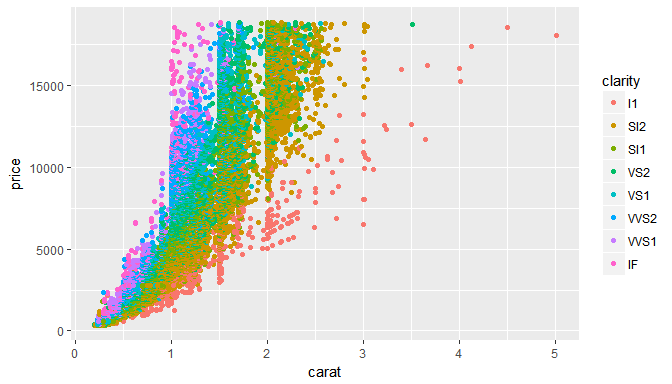 15000
10000
5000
0
price
0 1 2 3 4 5
carat
clarity
I1
SI2
SI1
VS2
VS1
VVS2
VVS1
IF